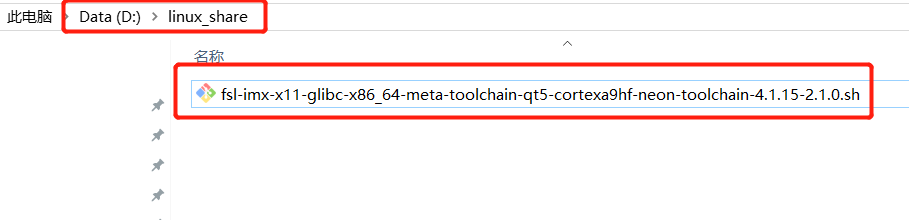 此电脑 > Data (D:) > linux_share
名称
fsl-imx-x11-glibc-x86_64-meta-toolchain-qt5-cortexa9hf-neon-toolchain-4.1.15-2.1.0.sh